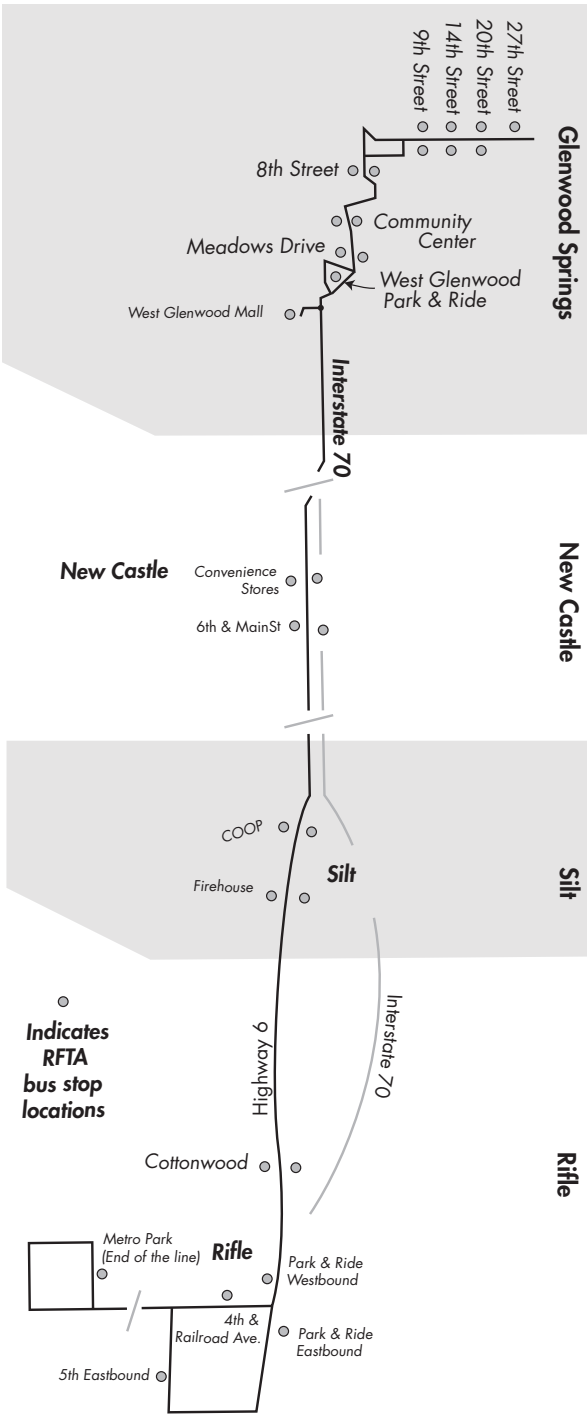 27th Street
20th Street
14th Street
9th Street
Glenwood Springs
8th Street
Community
Center
Meadows Drive
West Glenwood
Park & Ride
West Glenwood Mall
Interstate 70
New Castle
New Castle
Convenience
Stores
6th & MainSt
COOP
Silt
Silt
Firehouse
Interstate 70
Highway 6
Indicates
RFTA
bus stop
locations
Rifle
Cottonwood
Metro Park
(End of the line)
Rifle
Park & Ride
Westbound
4th &
Railroad Ave.
Park & Ride
Eastbound
5th Eastbound